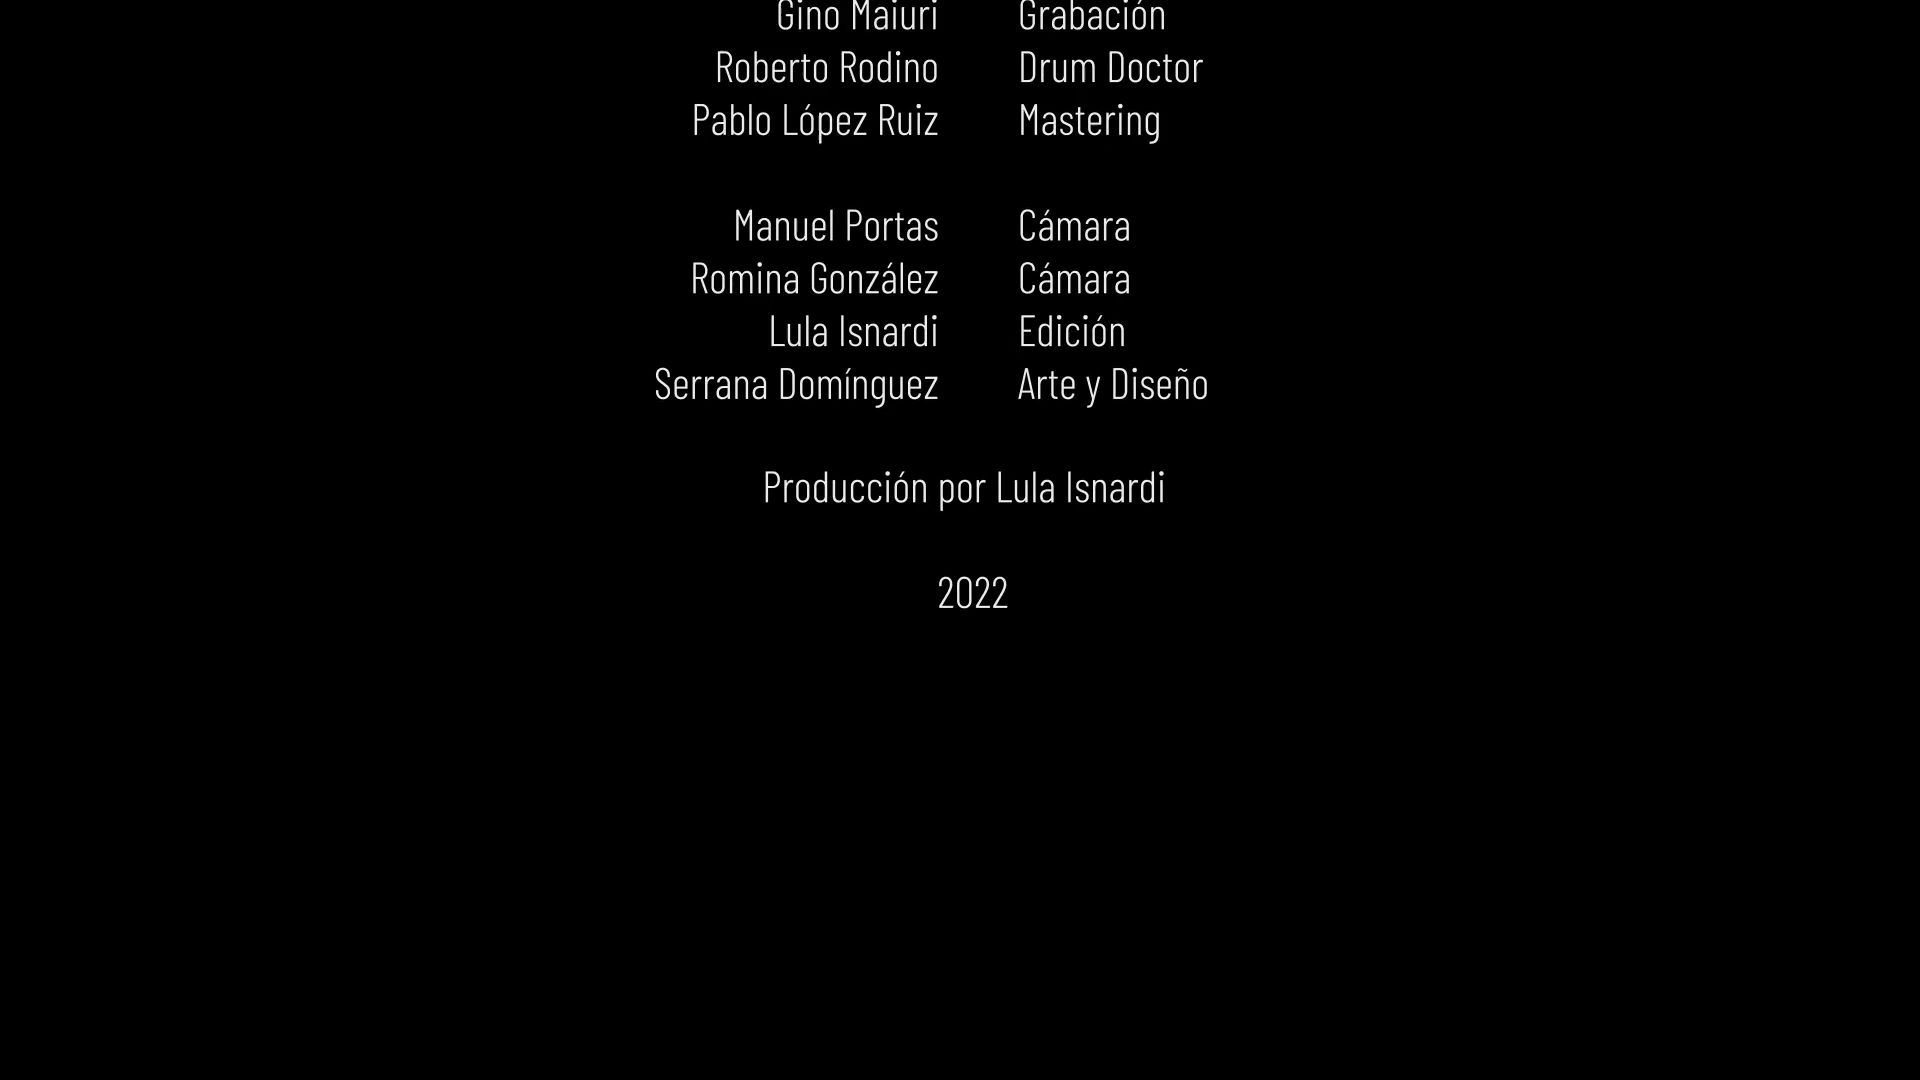 Gino Maiuri Grabación
Roberto Rodino Drum Doctor
Pablo López Ruiz Mastering
Manuel Portas Cámara
Romina González Cámara
Lula Isnardi Edición
Serrana Domínguez Arte y Diseño
Producción por Lula Isnardi
2022